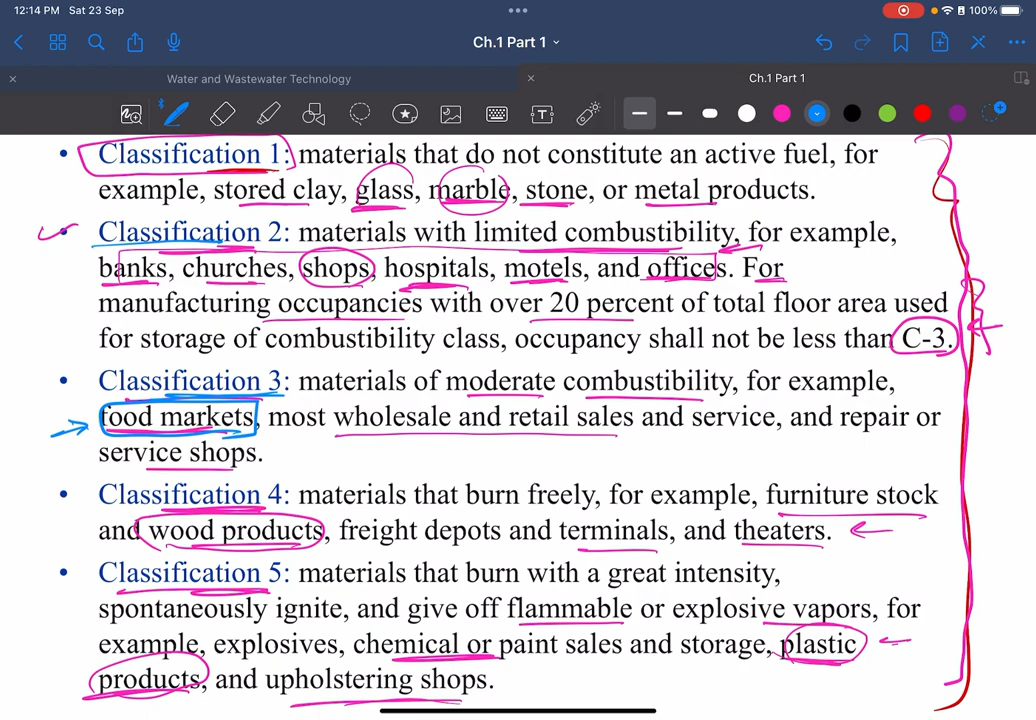 12:14 PM Sat 23 Sep
100%
Ch.1 Part 1
Water and Wastewater Technology
Ch.1 Part 1
• Classification 1: materials that do not constitute an active fuel, for
example, stored clay, glass, marble, stone, or metal products.
• Classification 2: materials with limited combustibility, for example,
banks, churches, shops, hospitals, motels, and offices. For
manufacturing occupancies with over 20 percent of total floor area used
for storage of combustibility class, occupancy shall not be less than C-3.
• Classification 3: materials of moderate combustibility, for example,
food markets, most wholesale and retail sales and service, and repair or
service shops.
• Classification 4: materials that burn freely, for example, furniture stock
and wood products, freight depots and terminals, and theaters.
• Classification 5: materials that burn with a great intensity,
spontaneously ignite, and give off flammable or explosive vapors, for
example, explosives, chemical or paint sales and storage, plastic
products, and upholstering shops.